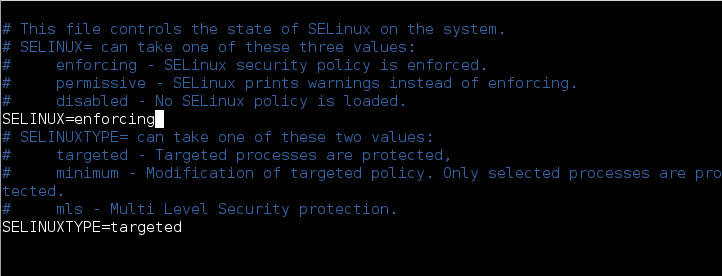 # This file controls the state of SELinux on the system.
# SELINUX= can take one of these three values:
#     enforcing - SELinux security policy is enforced.
#     permissive - SELinux prints warnings instead of enforcing.
#     disabled - No SELinux policy is loaded.
SELINUX=enforcing
# SELINUXTYPE= can take one of these two values:
#     targeted - Targeted processes are protected,
#     minimum - Modification of targeted policy. Only selected processes are pro
tected.
#     mls - Multi Level Security protection.
SELINUXTYPE=targeted